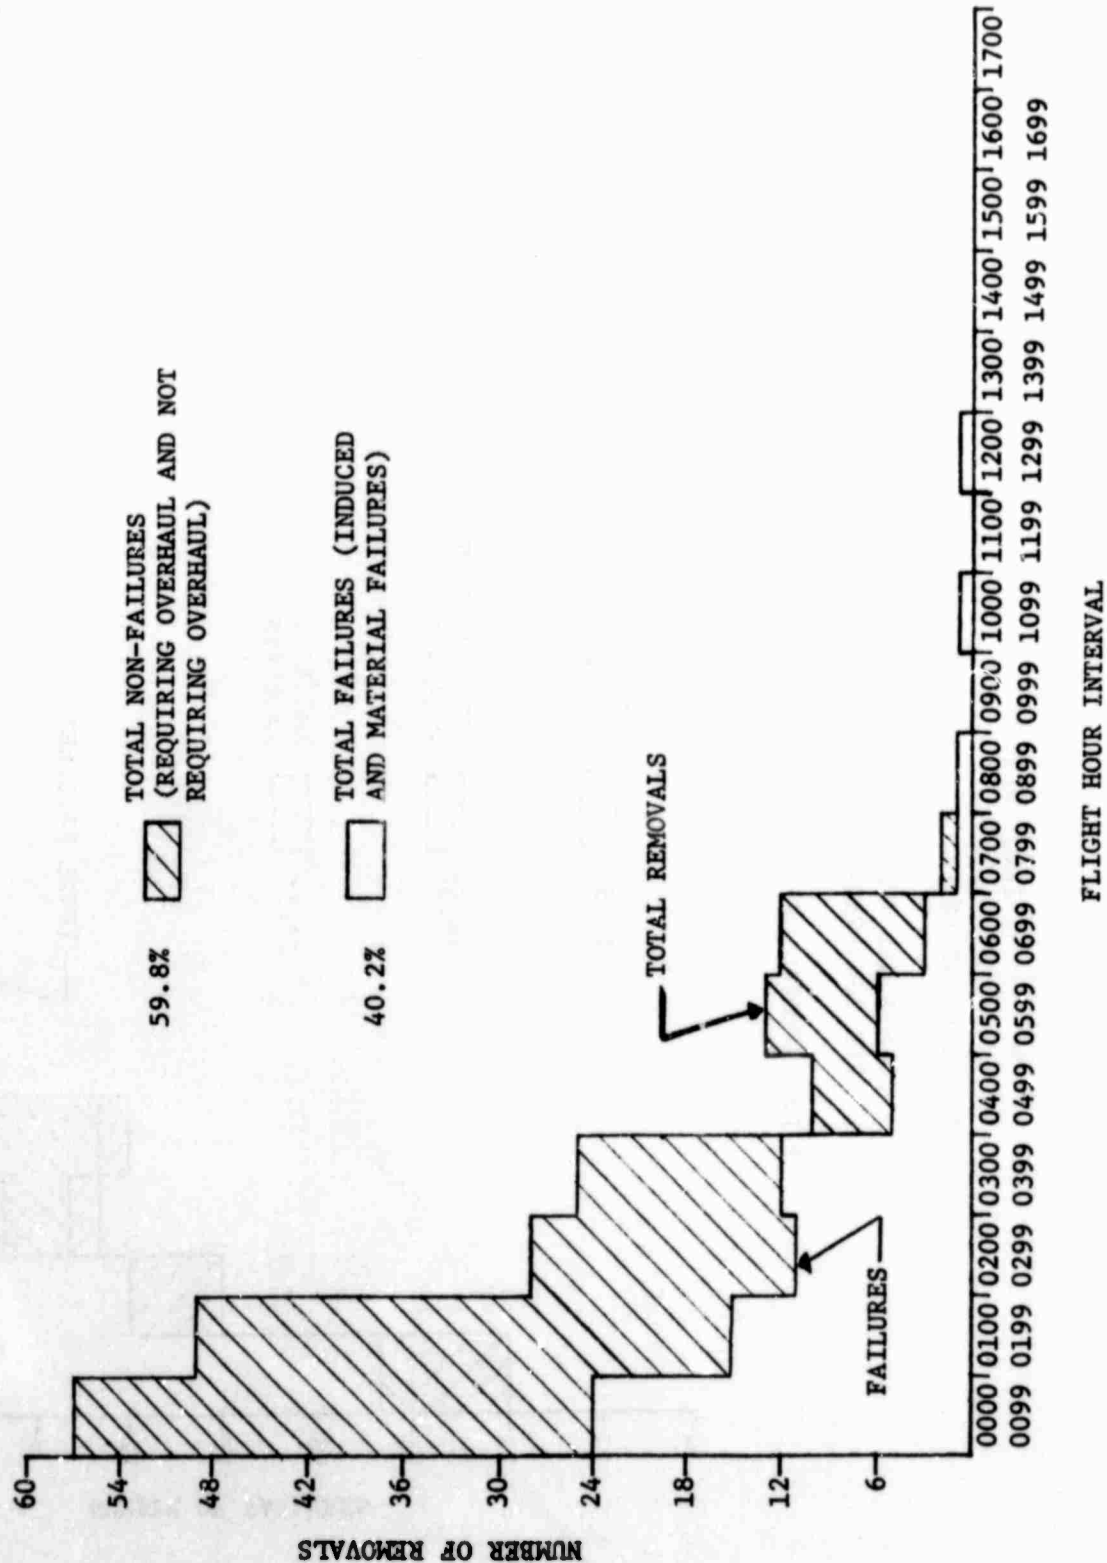 60
54
48
42
36
30
24
18
12
6
NUMBER OF REMOVALS
59.8%
TOTAL NON-FAILURES
(REQUIRING OVERHAUL AND NOT
REQUIRING OVERHAUL)
40.2%
TOTAL FAILURES (INDUCED
AND MATERIAL FAILURES)
TOTAL REMOVALS
FAILURES
0000 0100 0200 0300 0400 0500 0600 0700 0800 0900 1000 1100 1200 1300 1400 1500 1600 1700
0099 0199 0299 0399 0499 0599 0699 0799 0899 0999 1099 1199 1299 1399 1499 1599 1699
FLIGHT HOUR INTERVAL